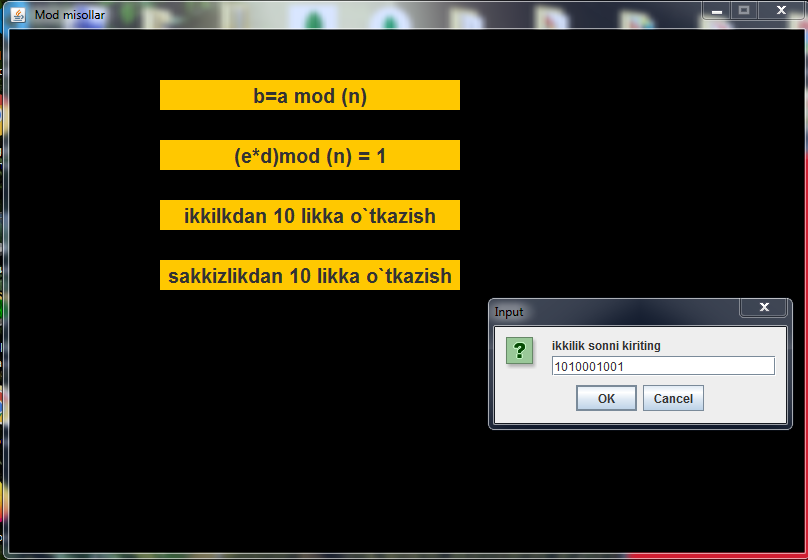 Mod misollar
b=a mod (n)
(e*d)mod (n) = 1
ikkilkdan 10 likka o`tkazish
sakkizlikdan 10 likka o`tkazish
Input
ikkilik sonni kiriting
1010001001
OK Cancel